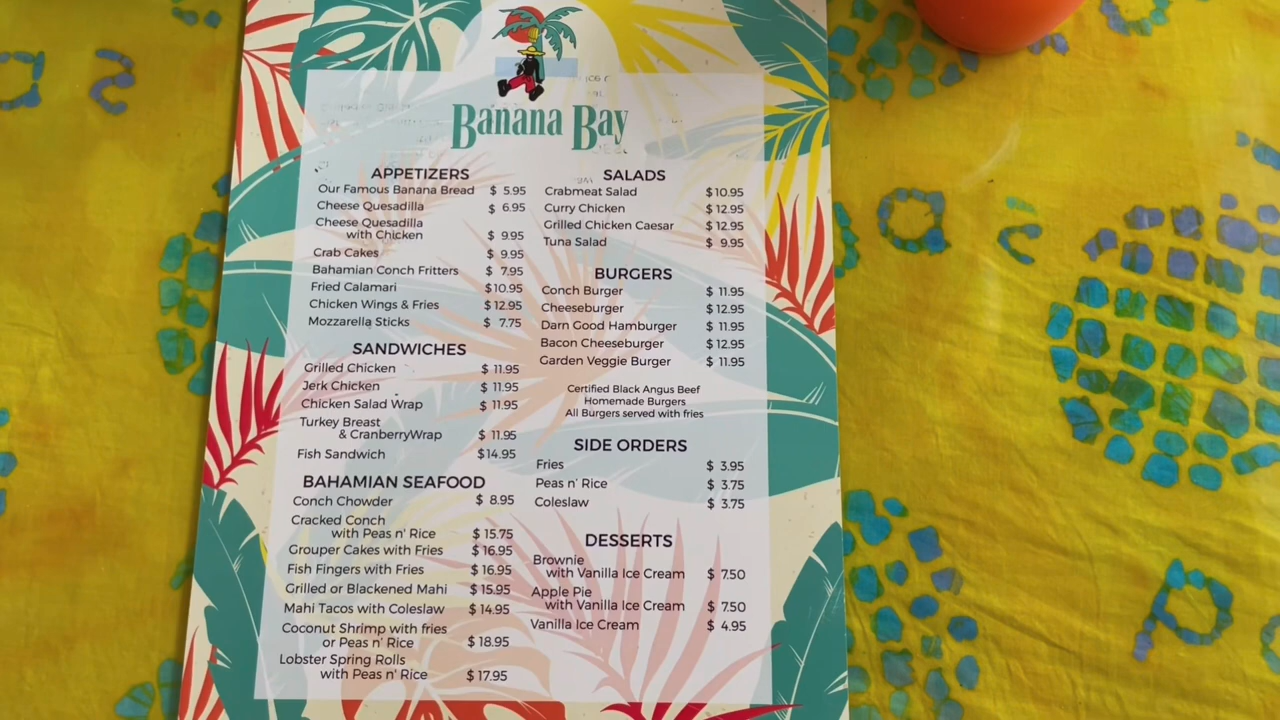 Banana Bay
APPETIZERS
Our Famous Banana Bread $ 5.95
Cheese Quesadilla $ 6.95
Cheese Quesadilla
with Chicken $ 9.95
Crab Cakes $ 9.95
Bahamian Conch Fritters $ 7.95
Fried Calamari $10.95
Chicken Wings & Fries $12.95
Mozzarella Sticks $ 7.75
SANDWICHES
Grilled Chicken $ 11.95
Jerk Chicken $ 11.95
Chicken Salad Wrap $ 11.95
Turkey Breast
& CranberryWrap $ 11.95
Fish Sandwich $14.95
BAHAMIAN SEAFOOD
Conch Chowder $ 8.95
Cracked Conch
with Peas n' Rice $ 15.75
Grouper Cakes with Fries $ 16.95
Fish Fingers with Fries $ 16.95
Grilled or Blackened Mahi $ 15.95
Mahi Tacos with Coleslaw $ 14.95
Coconut Shrimp with fries
or Peas n' Rice $ 18.95
Lobster Spring Rolls
with Peas n' Rice $ 17.95
SALADS
Crabmeat Salad $ 10.95
Curry Chicken $ 12.95
Grilled Chicken Caesar $ 12.95
Tuna Salad $ 9.95
BURGERS
Conch Burger $ 11.95
Cheeseburger $ 12.95
Darn Good Hamburger $ 11.95
Bacon Cheeseburger $ 12.95
Garden Veggie Burger $ 11.95
Certified Black Angus Beef
Homemade Burgers
All Burgers served with fries
SIDE ORDERS
Fries $ 3.95
Peas n' Rice $ 3.75
Coleslaw $ 3.75
DESSERTS
Brownie
with Vanilla Ice Cream $ 7.50
Apple Pie
with Vanilla Ice Cream $ 7.50
Vanilla Ice Cream $ 4.95